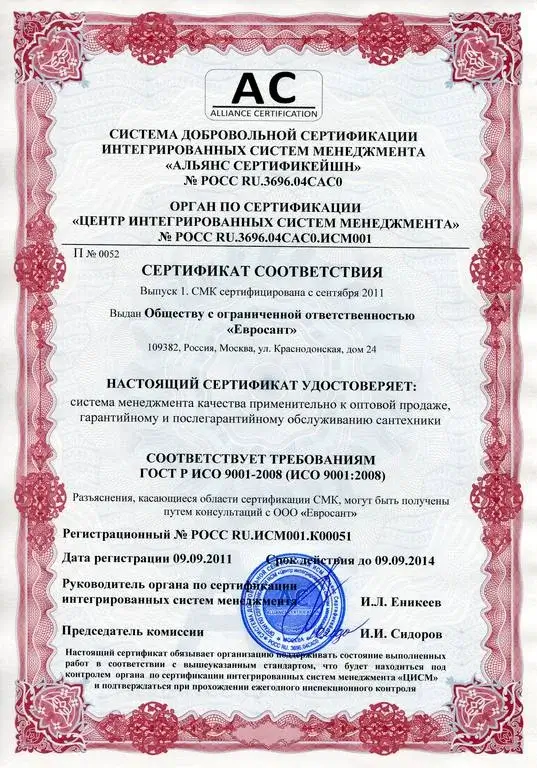 АС
ALLIANCE CERTIFICATION
СИСТЕМА ДОБРОВОЛЬНОЙ СЕРТИФИКАЦИИ
ИНТЕГРИРОВАННЫХ СИСТЕМ МЕНЕДЖМЕНТА
«АЛЬЯНС СЕРТИФИКЕЙШН»
№ РОСС RU.3696.04САС0
ОРГАН ПО СЕРТИФИКАЦИИ
«ЦЕНТР ИНТЕГРИРОВАННЫХ СИСТЕМ МЕНЕДЖМЕНТА»
№ РОСС RU.3696.04САС0.ИСМ001
П № 0052
СЕРТИФИКАТ СООТВЕТСТВИЯ
Выпуск 1. СМК сертифицирована с сентября 2011
Выдан Обществу с ограниченной ответственностью
«Евросант»
109382, Россия, Москва, ул. Краснодонская, дом 24
НАСТОЯЩИЙ СЕРТИФИКАТ УДОСТОВЕРЯЕТ:
система менеджмента качества применительно к оптовой продаже,
гарантийному и послегарантийному обслуживанию сантехники
СООТВЕТСТВУЕТ ТРЕБОВАНИЯМ
ГОСТ Р ИСО 9001-2008 (ИСО 9001:2008)
Разъяснения, касающиеся области сертификации СМК, могут быть получены
путем консультаций с ООО «Евросант»
Регистрационный № РОСС RU.ИСМ001.К00051
Дата регистрации 09.09.2011 Срок действия до 09.09.2014
Руководитель органа по сертификации
интегрированных систем менеджмента И.Л. Еникеев
Председатель комиссии И.И. Сидоров
Настоящий сертификат обязывает организацию поддерживать состояние выполненных
работ в соответствии с вышеуказанным стандартом, что будет находиться под
контролем органа по сертификации интегрированных систем менеджмента «ЦИСМ»
и подтверждаться при прохождении ежегодного инспекционного контроля